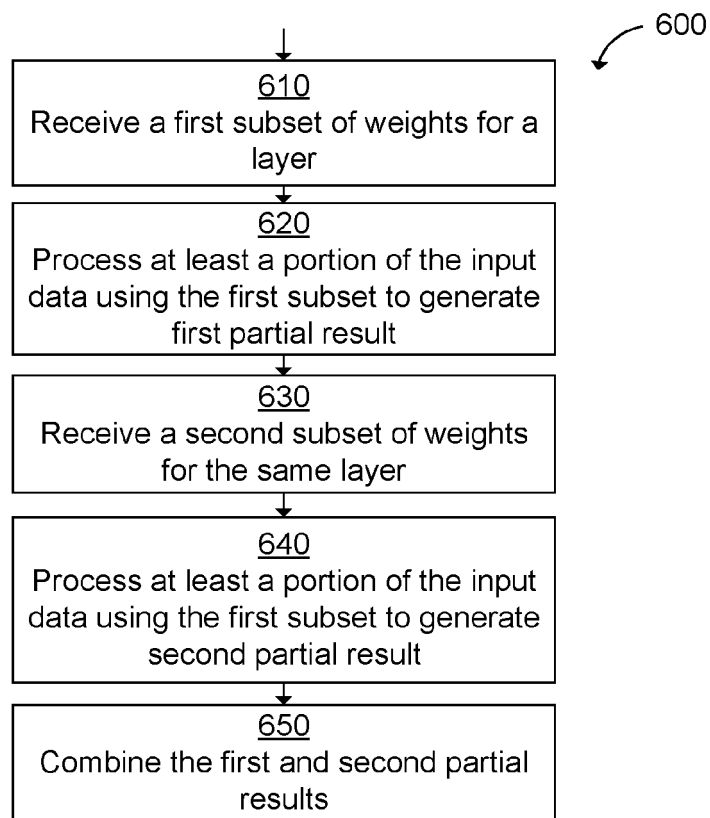 600
610
Receive a first subset of weights for a
layer
620
Process at least a portion of the input
data using the first subset to generate
first partial result
630
Receive a second subset of weights
for the same layer
640
Process at least a portion of the input
data using the first subset to generate
second partial result
650
Combine the first and second partial
results